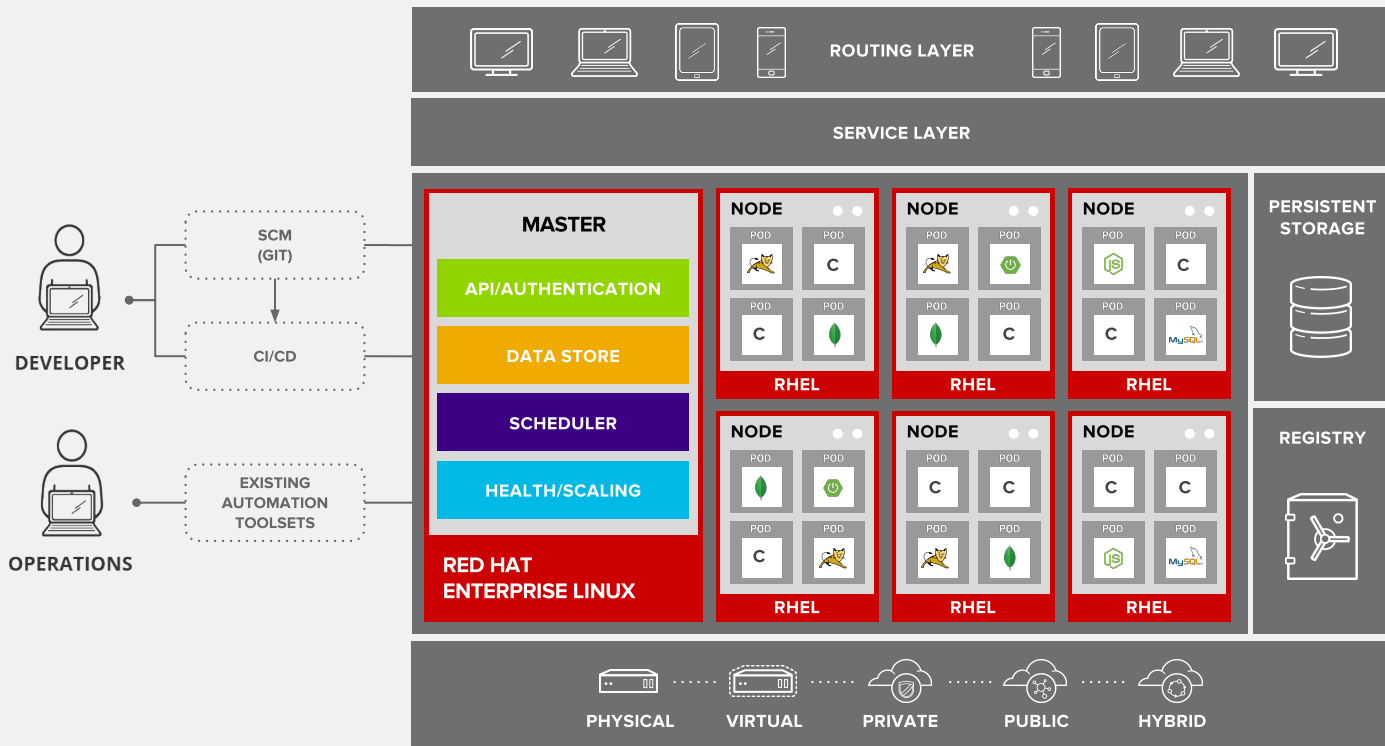 ROUTING LAYER
SERVICE LAYER
DEVELOPER
SCM
(GIT)
CI/CD
OPERATIONS
EXISTING
AUTOMATION
TOOLSETS
MASTER
API/AUTHENTICATION
DATA STORE
SCHEDULER
HEALTH/SCALING
RED HAT
ENTERPRISE LINUX
NODE
POD POD
C
POD POD
C
RHEL
NODE
POD POD
POD POD
C
RHEL
NODE
POD POD
JS C
POD POD
C MySQL
RHEL
NODE
POD POD
POD POD
C
RHEL
NODE
POD POD
C C
POD POD
RHEL
NODE
POD POD
C C
POD POD
JS MySQL
RHEL
PERSISTENT
STORAGE
REGISTRY
PHYSICAL VIRTUAL PRIVATE PUBLIC HYBRID